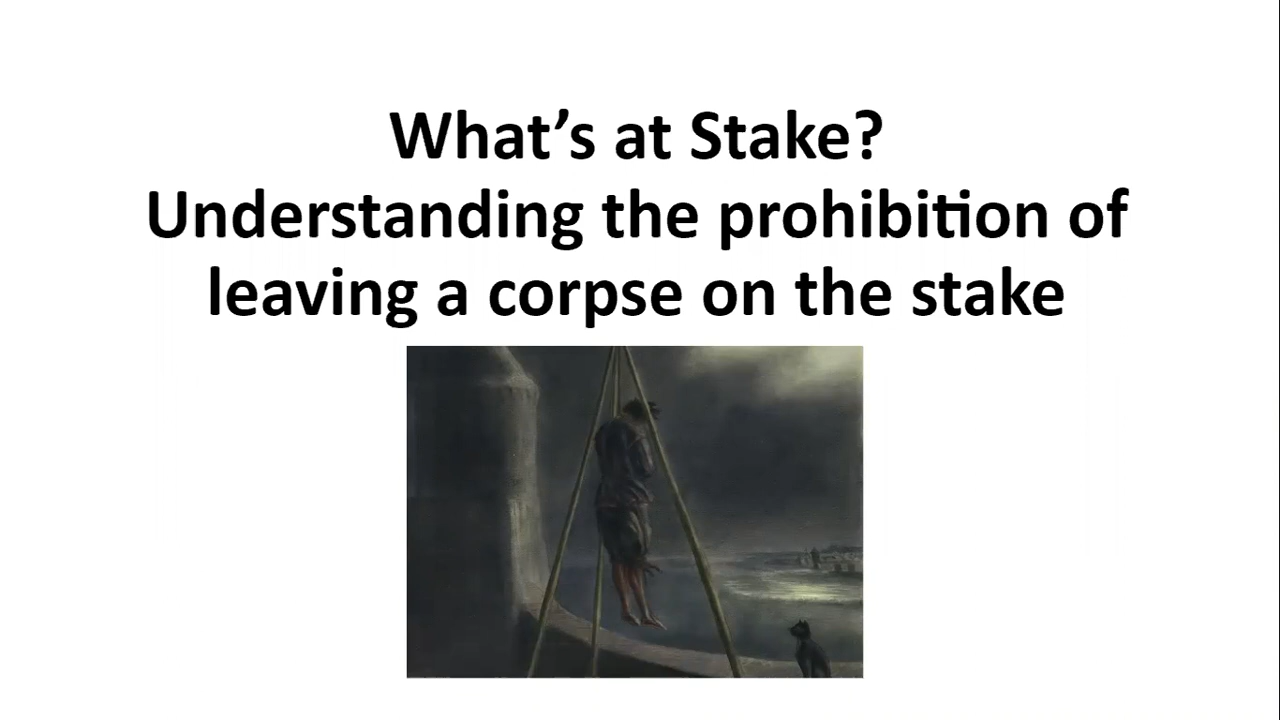 What’s at Stake?
Understanding the prohibition of
leaving a corpse on the stake